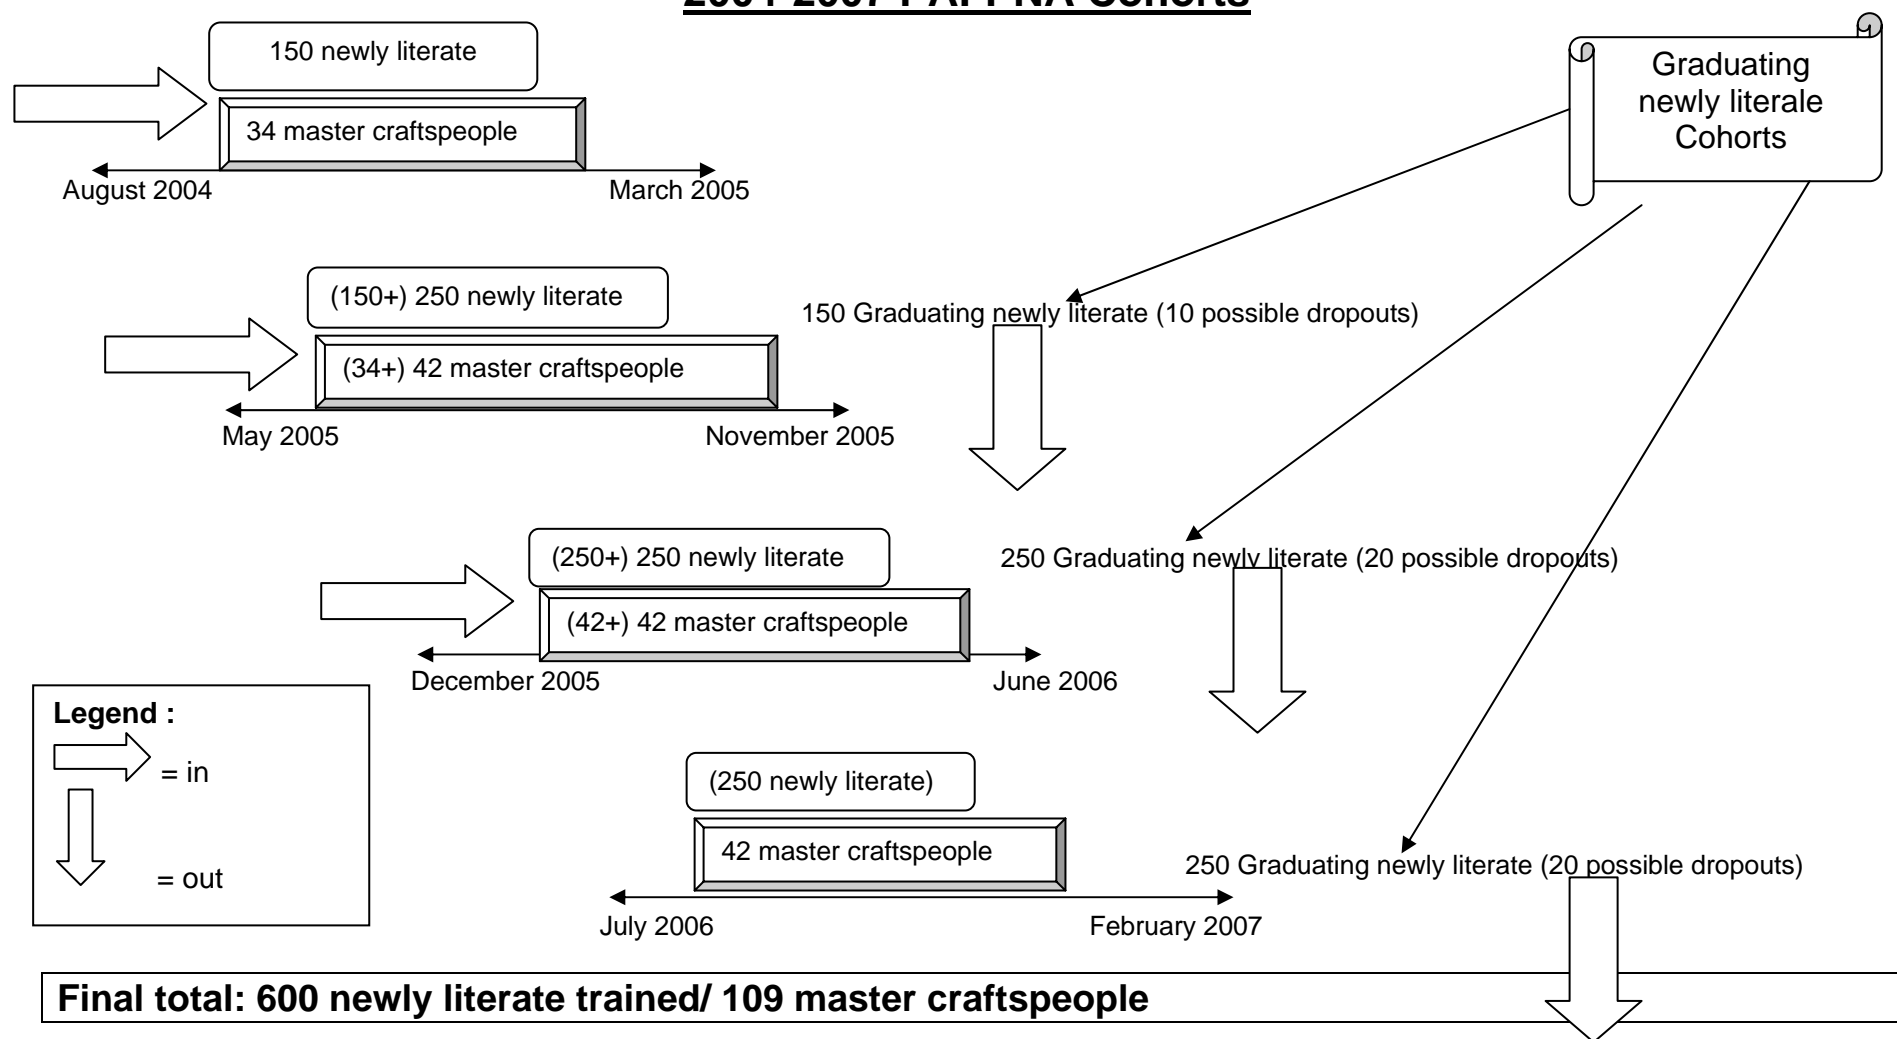 2004-2007 Cohorts
150 newly literate
34 master craftspeople
August 2004
March 2005
Graduating
newly literale
Cohorts
(150+) 250 newly literate
(34+) 42 master craftspeople
May 2005
November 2005
150 Graduating newly literate (10 possible dropouts)
(250+) 250 newly literate
(42+) 42 master craftspeople
December 2005
June 2006
250 Graduating newly literate (20 possible dropouts)
Legend :
= in
= out
(250 newly literate)
42 master craftspeople
July 2006
February 2007
250 Graduating newly literate (20 possible dropouts)
Final total: 600 newly literate trained/ 109 master craftspeople